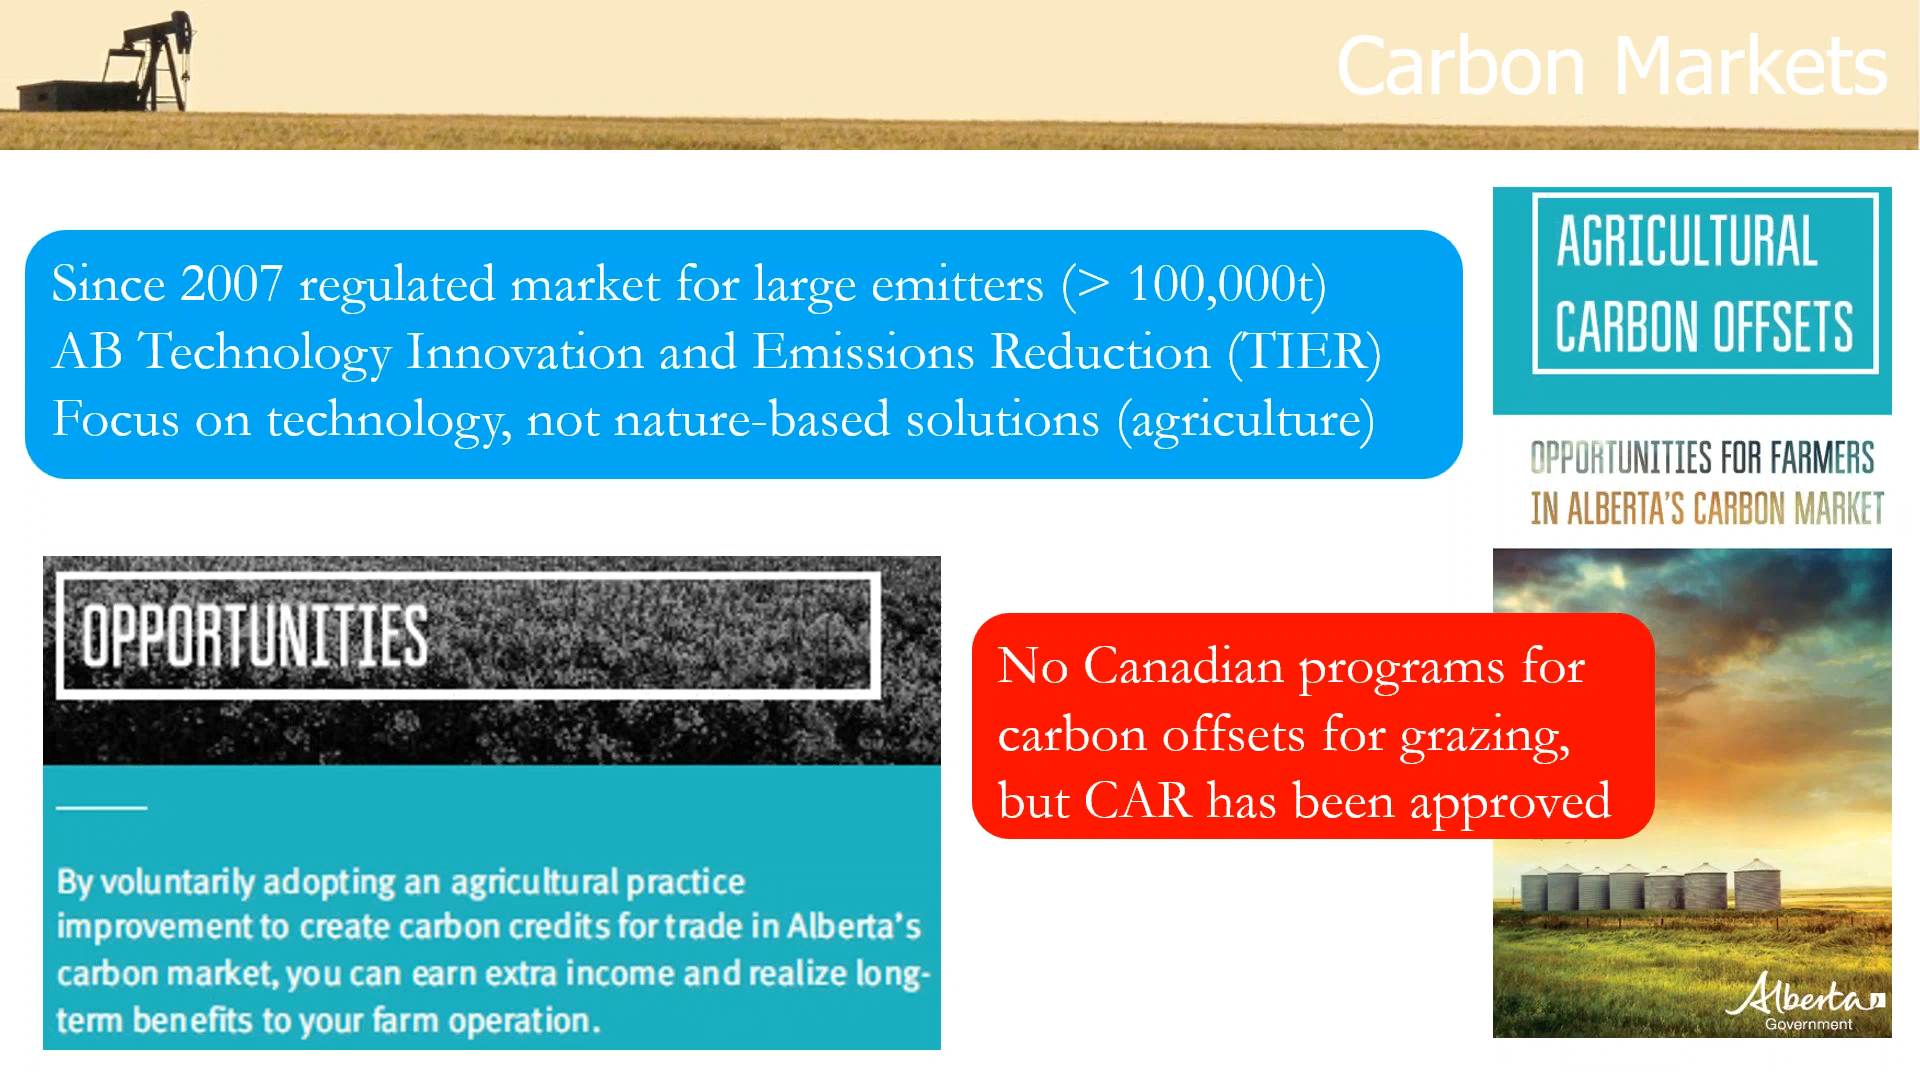 Carbon Markets
Since 2007 regulated market for large emitters (> 100,000t)
AB Technology Innovation and Emissions Reduction (TIER)
Focus on technology, not nature-based solutions (agriculture)
AGRICULTURAL
CARBON OFFSETS
OPPORTUNITIES FOR FARMERS
IN ALBERTA'S CARBON MARKET
OPPORTUNITIES
By voluntarily adopting an agricultural practice
improvement to create carbon credits for trade in Alberta's
carbon market, you can earn extra income and realize long-
term benefits to your farm operation.
No Canadian programs for
carbon offsets for grazing,
but CAR has been approved
Alberta
Government